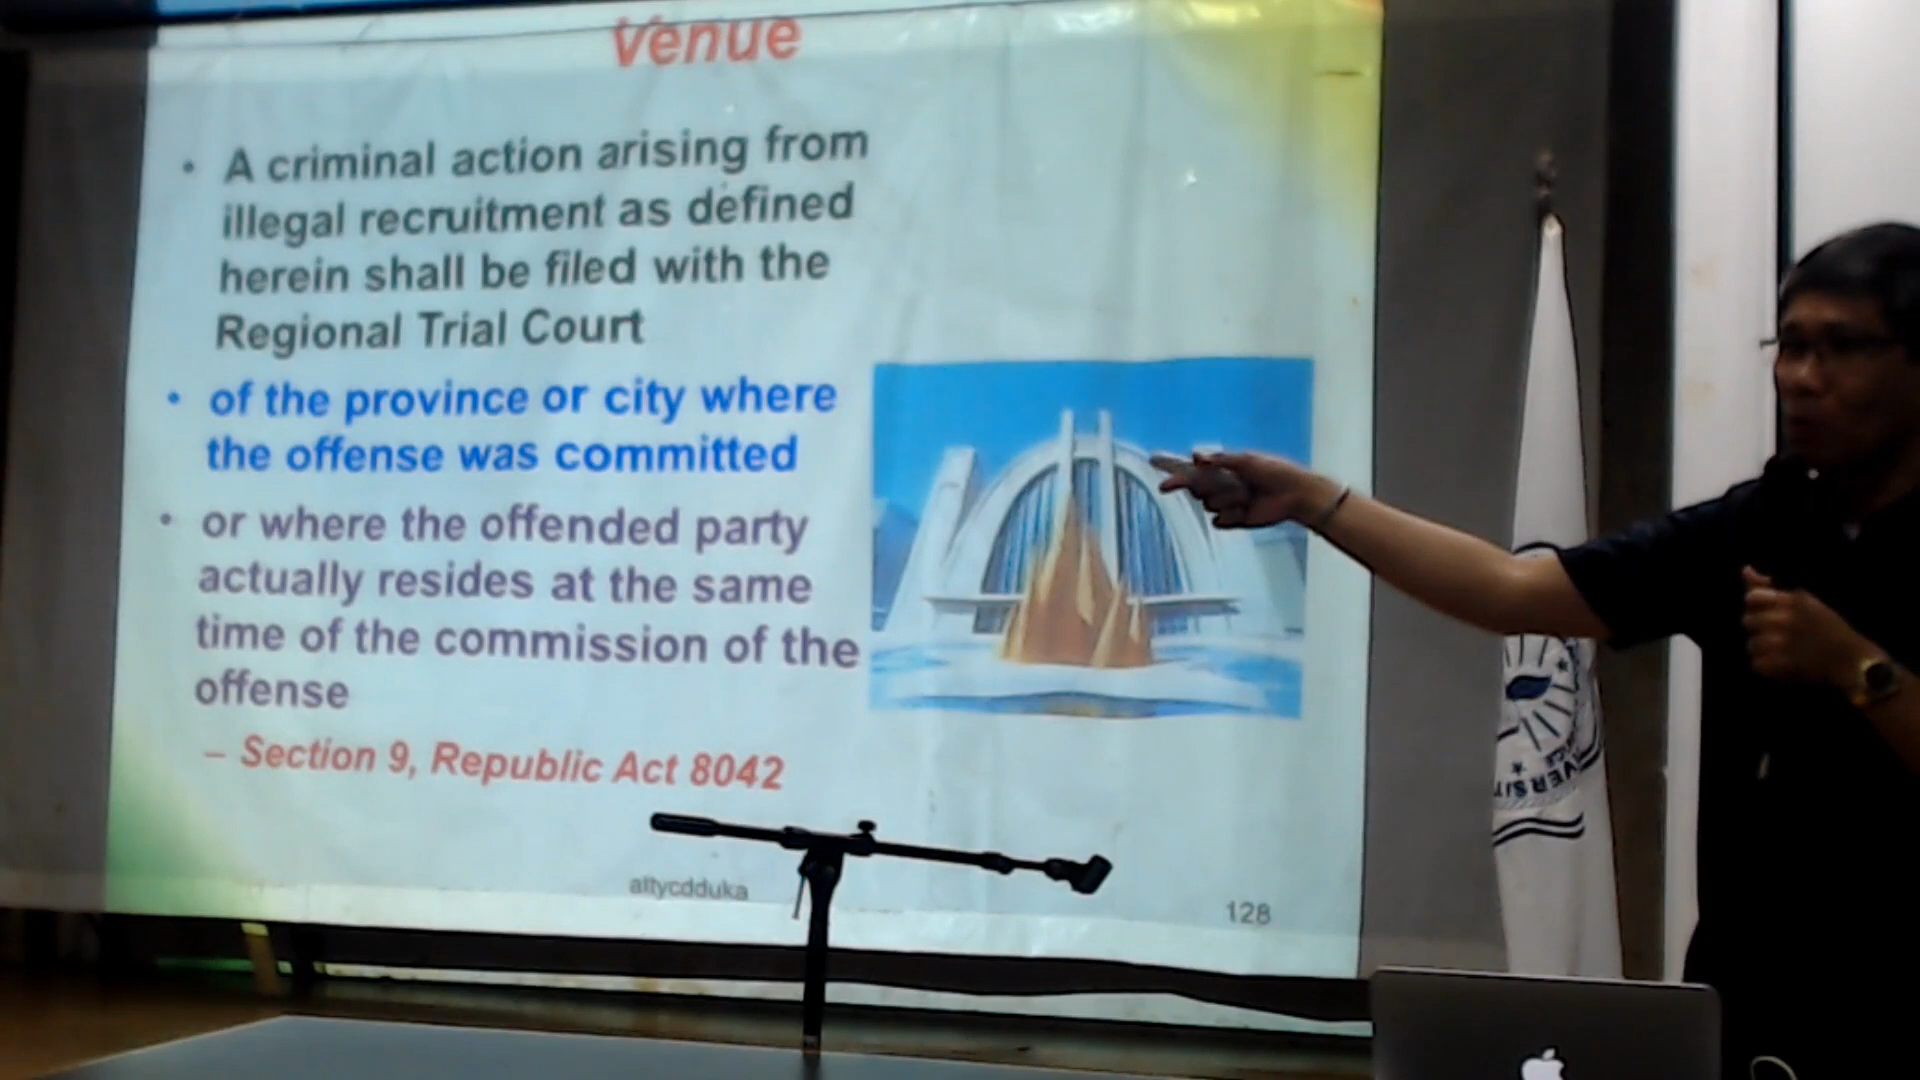 Venue
• A criminal action arising from
illegal recruitment as defined
herein shall be filed with the
Regional Trial Court
• of the province or city where
the offense was committed
• or where the offended party
actually resides at the same
time of the commission of the
offense
– Section 9, Republic Act 8042
attycdduka
128